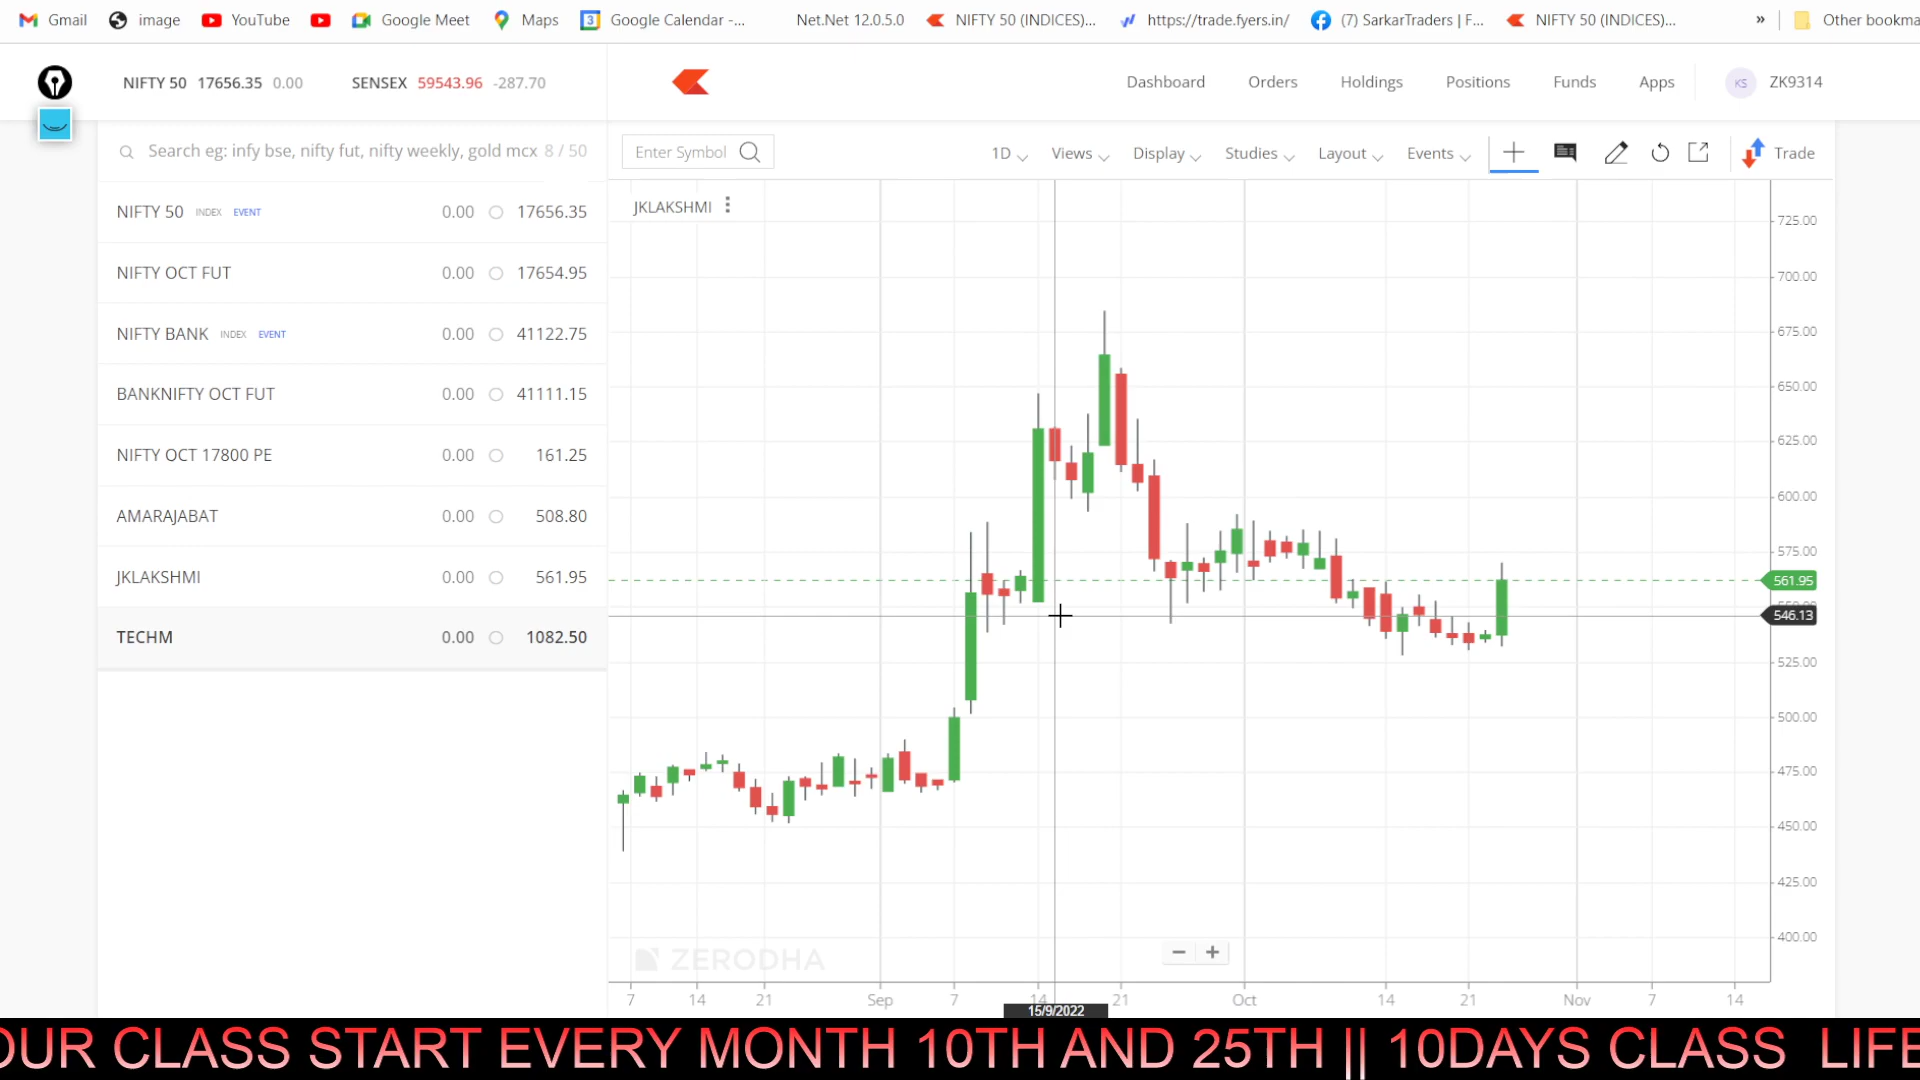 Gmail image YouTube Google Meet Maps 3 Google Calendar -... Net.Net 12.0.5.0 NIFTY 50 (INDICES)... https://trade.fyers.in/ (7) SarkarTraders | F... NIFTY 50 (INDICES)... » Other bookma
NIFTY 50 17656.35 0.00 SENSEX 59543.96 -287.70
Dashboard Orders Holdings Positions Funds Apps KS ZK9314
Search eg: infy bse, nifty fut, nifty weekly, gold mcx 8 / 50
NIFTY 50 INDEX EVENT 0.00 17656.35
NIFTY OCT FUT 0.00 17654.95
NIFTY BANK INDEX EVENT 0.00 41122.75
BANKNIFTY OCT FUT 0.00 41111.15
NIFTY OCT 17800 PE 0.00 161.25
AMARAJABAT 0.00 508.80
JKLAKSHMI 0.00 561.95
TECHM 0.00 1082.50
Enter Symbol 1D Views Display Studies Layout Events Trade
JKLAKSHMI
725.00
700.00
675.00
650.00
625.00
600.00
575.00
561.95
546.13
525.00
500.00
475.00
450.00
425.00
400.00
ZERODHA
7 14 21 Sep 7 14 21 Oct 14 21 Nov 7 14
15/9/2022
OUR CLASS START EVERY MONTH 10TH AND 25TH || 10DAYS CLASS LIFE